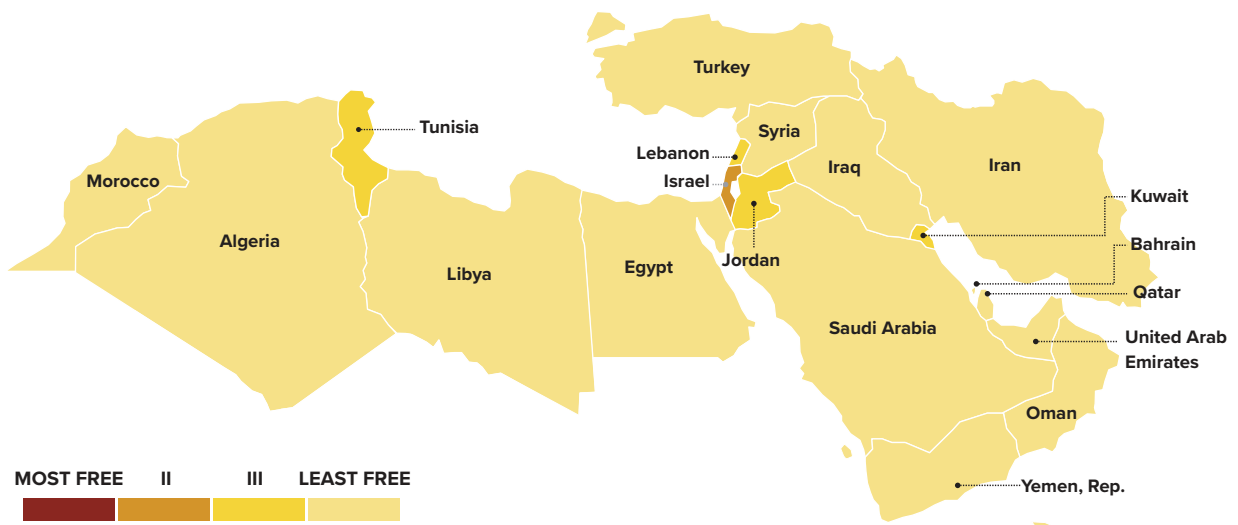 Turkey
Tunisia
Syria
Lebanon
Iran
Iraq
Morocco
Israel
Kuwait
Algeria
Bahrain
Jordan
Egypt
Libya
Qatar
Saudi Arabia
United Arab
Emirates
Oman
MOST FREE II III LEAST FREE
Yemen, Rep.